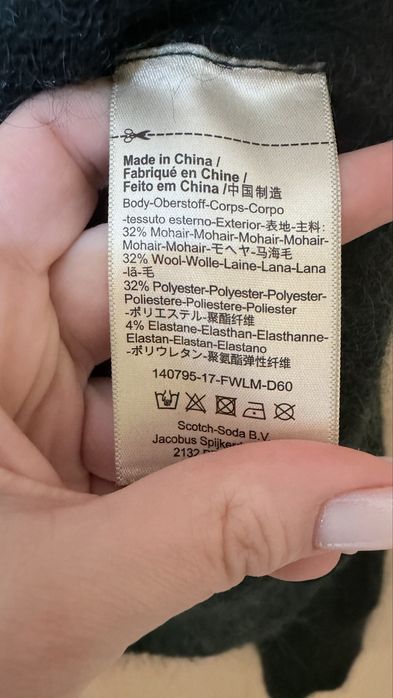 Made in China /
Fabriqué en Chine /
Feito em China /中国制造
Body-Oberstoff-Corps-Corpo
-tessuto esterno-Exterior-表地-主料:
32% Mohair-Mohair-Mohair-Mohair-
Mohair-Mohair-モヘヤ-马海毛
32% Wool-Wolle-Laine-Lana-Lana
-lã-毛
32% Polyester-Polyester-Polyester-
Poliestere-Poliestere-Poliester
-ポリエステル-聚酯纤维
4% Elastane-Elasthan-Elasthanne-
Elastan-Elastan-Elastano
-ポリウレタン-聚氨酯弹性纤维
140795-17-FWLM-D60
Scotch-Soda B.V.
Jacobus
2132